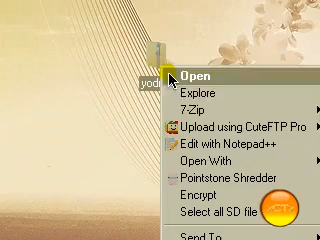 yod
Open
Explore
7-Zip
Upload using CuteFTP Pro
Edit with Notepad++
Open With
Pointstone Shredder
Encrypt
Select all SD file
Send To